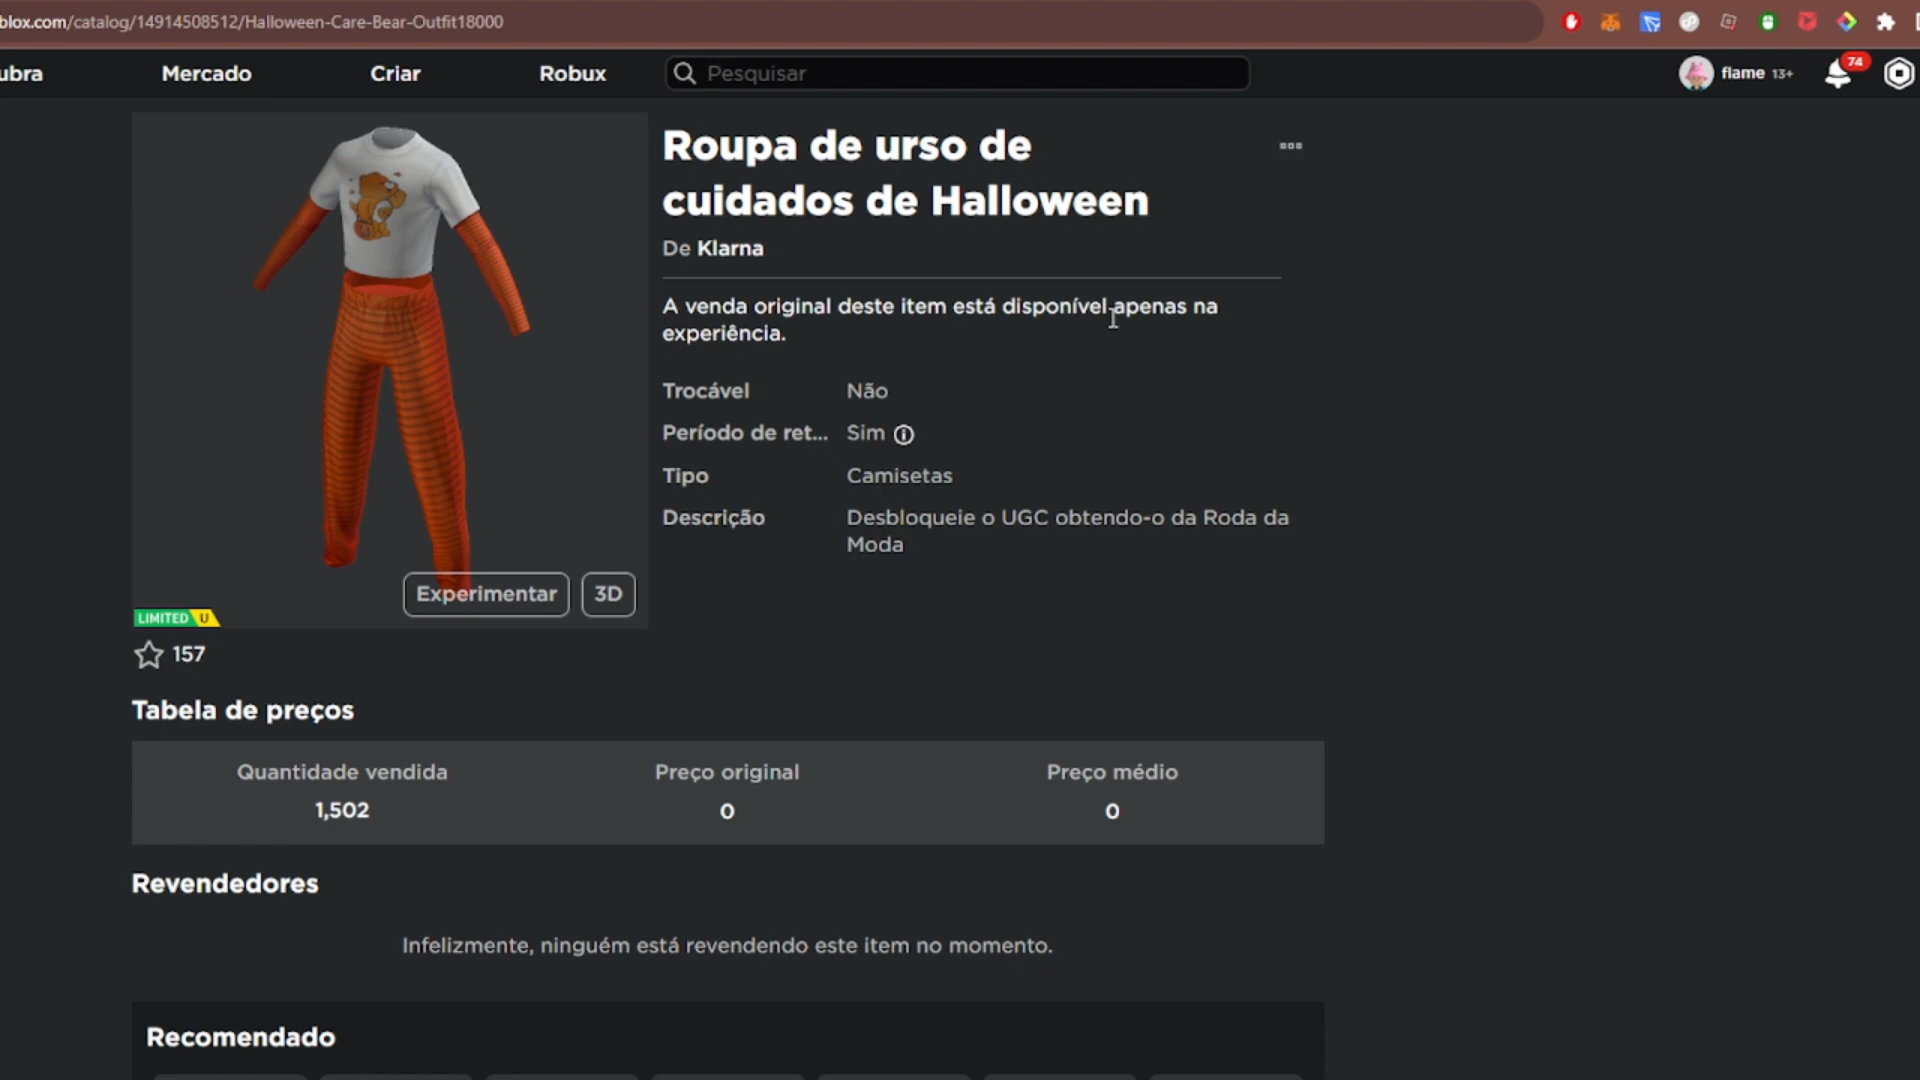 blox.com/catalog/14914508512/Halloween-Care-Bear-Outfit18000
ubra
Mercado
Criar
Robux
Pesquisar
flame 13+
74
Roupa de urso de
cuidados de Halloween
De Klarna
A venda original deste item está disponível apenas na
experiência.
Trocável Não
Período de ret... Sim
Tipo Camisetas
Descrição Desbloqueie o UGC obtendo-o da Roda da
Moda
Experimentar
3D
LIMITED U
157
Tabela de preços
Quantidade vendida Preço original Preço médio
1,502 0 0
Revendedores
Infelizmente, ninguém está revendendo este item no momento.
Recomendado